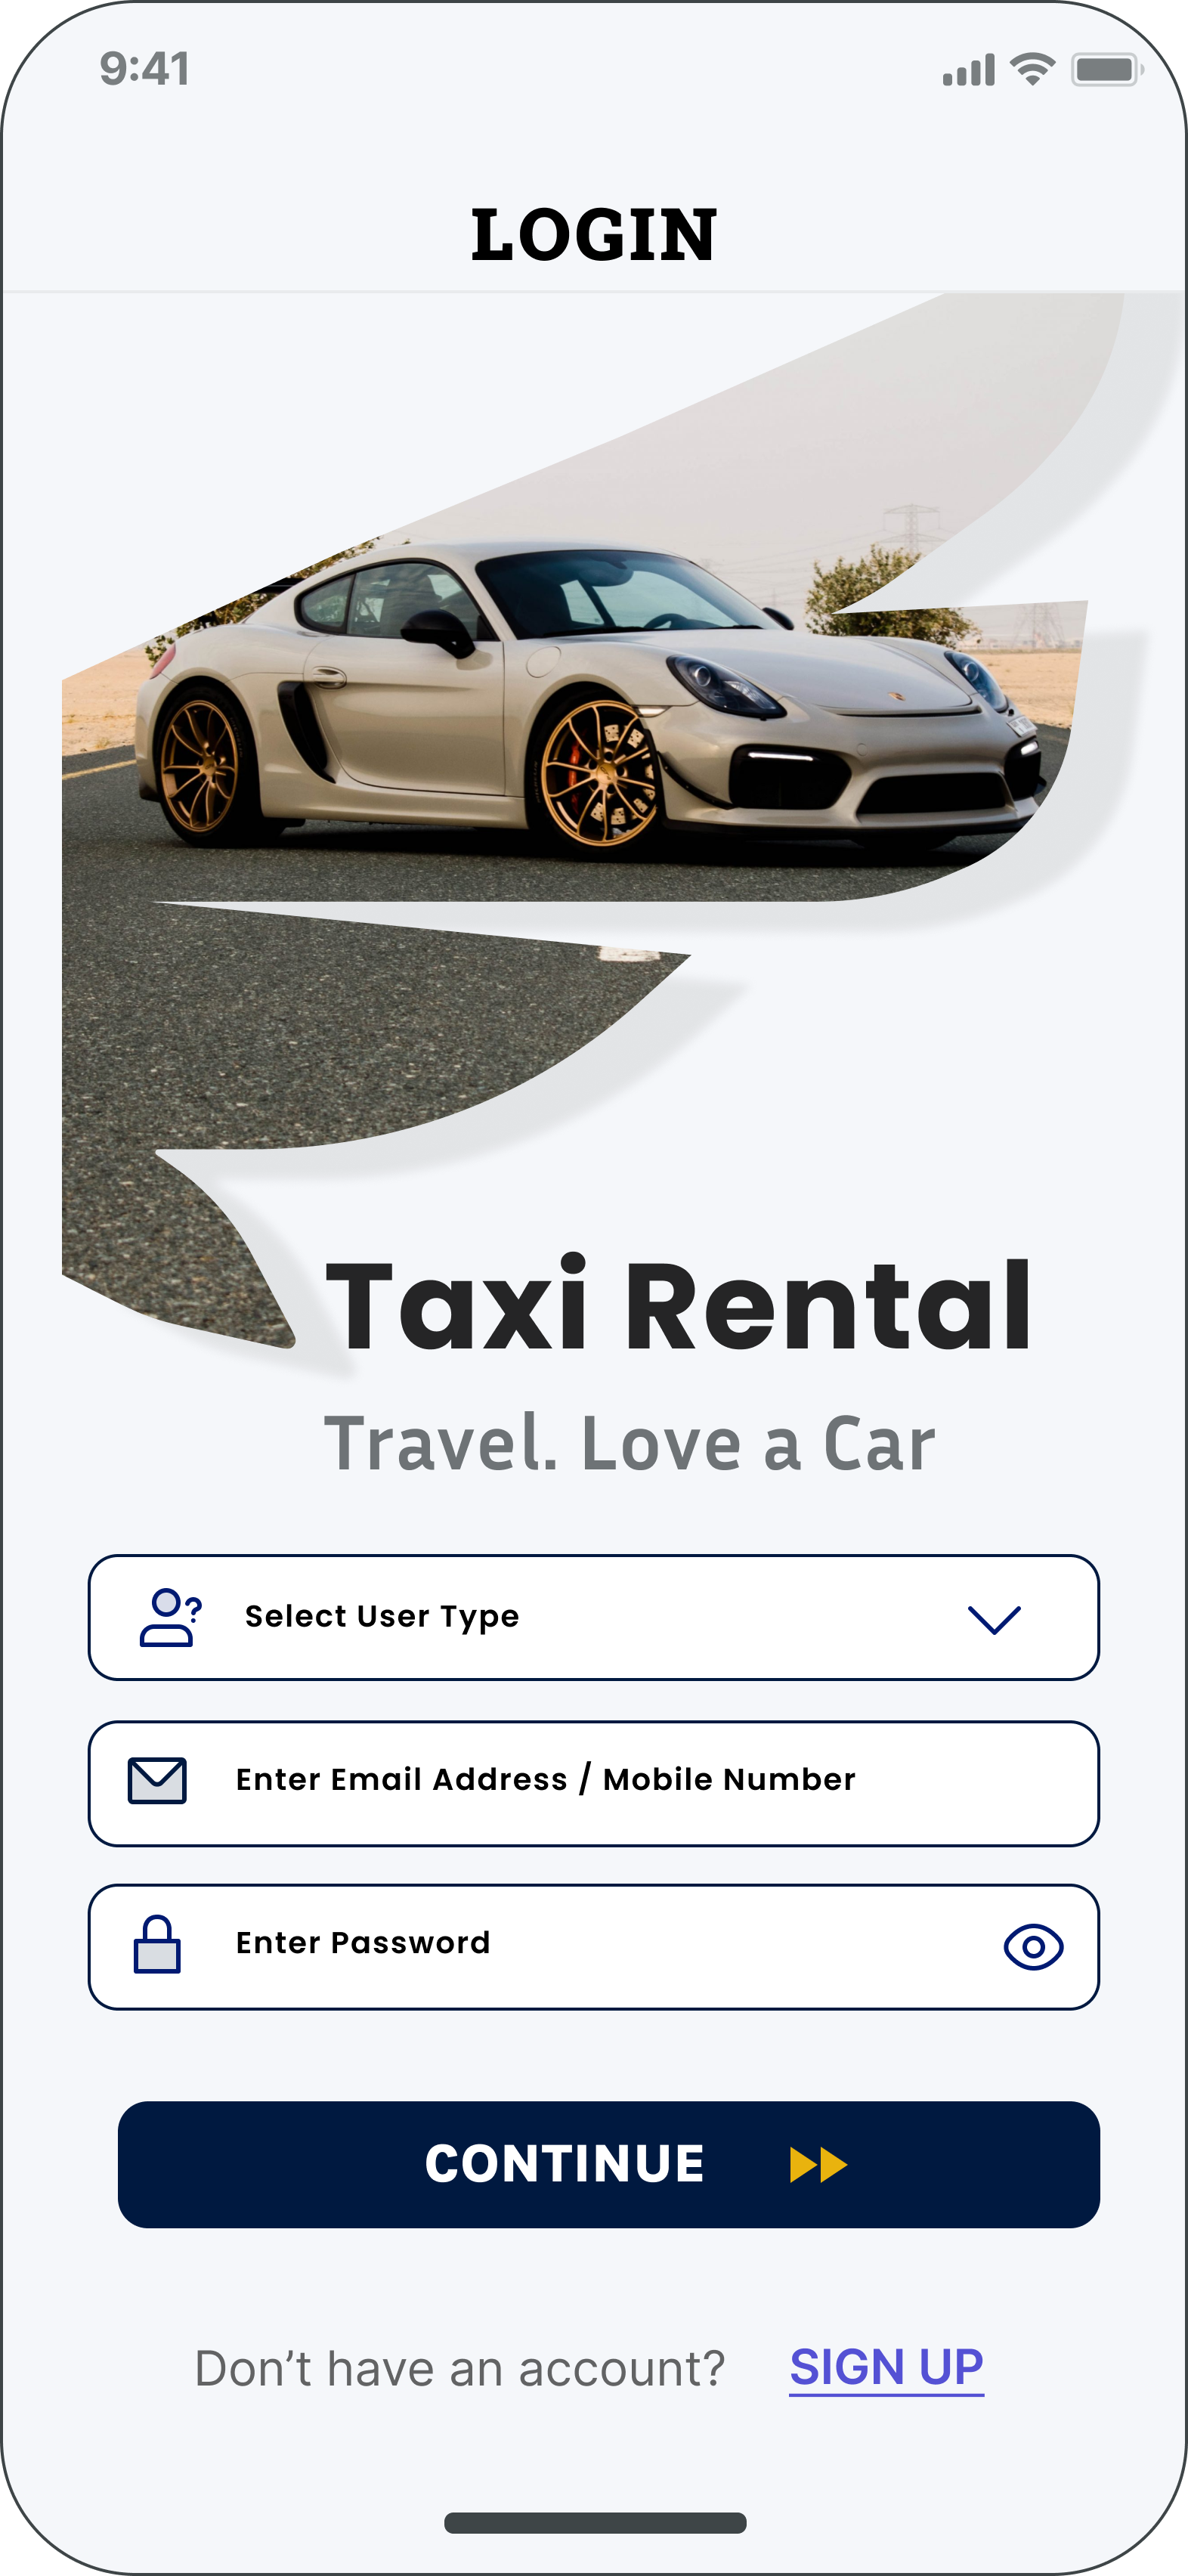 9:41
LOGIN
Taxi Rental
Travel. Love a Car
Select User Type
Enter Email Address / Mobile Number
Enter Password
CONTINUE
Don’t have an account? SIGN UP